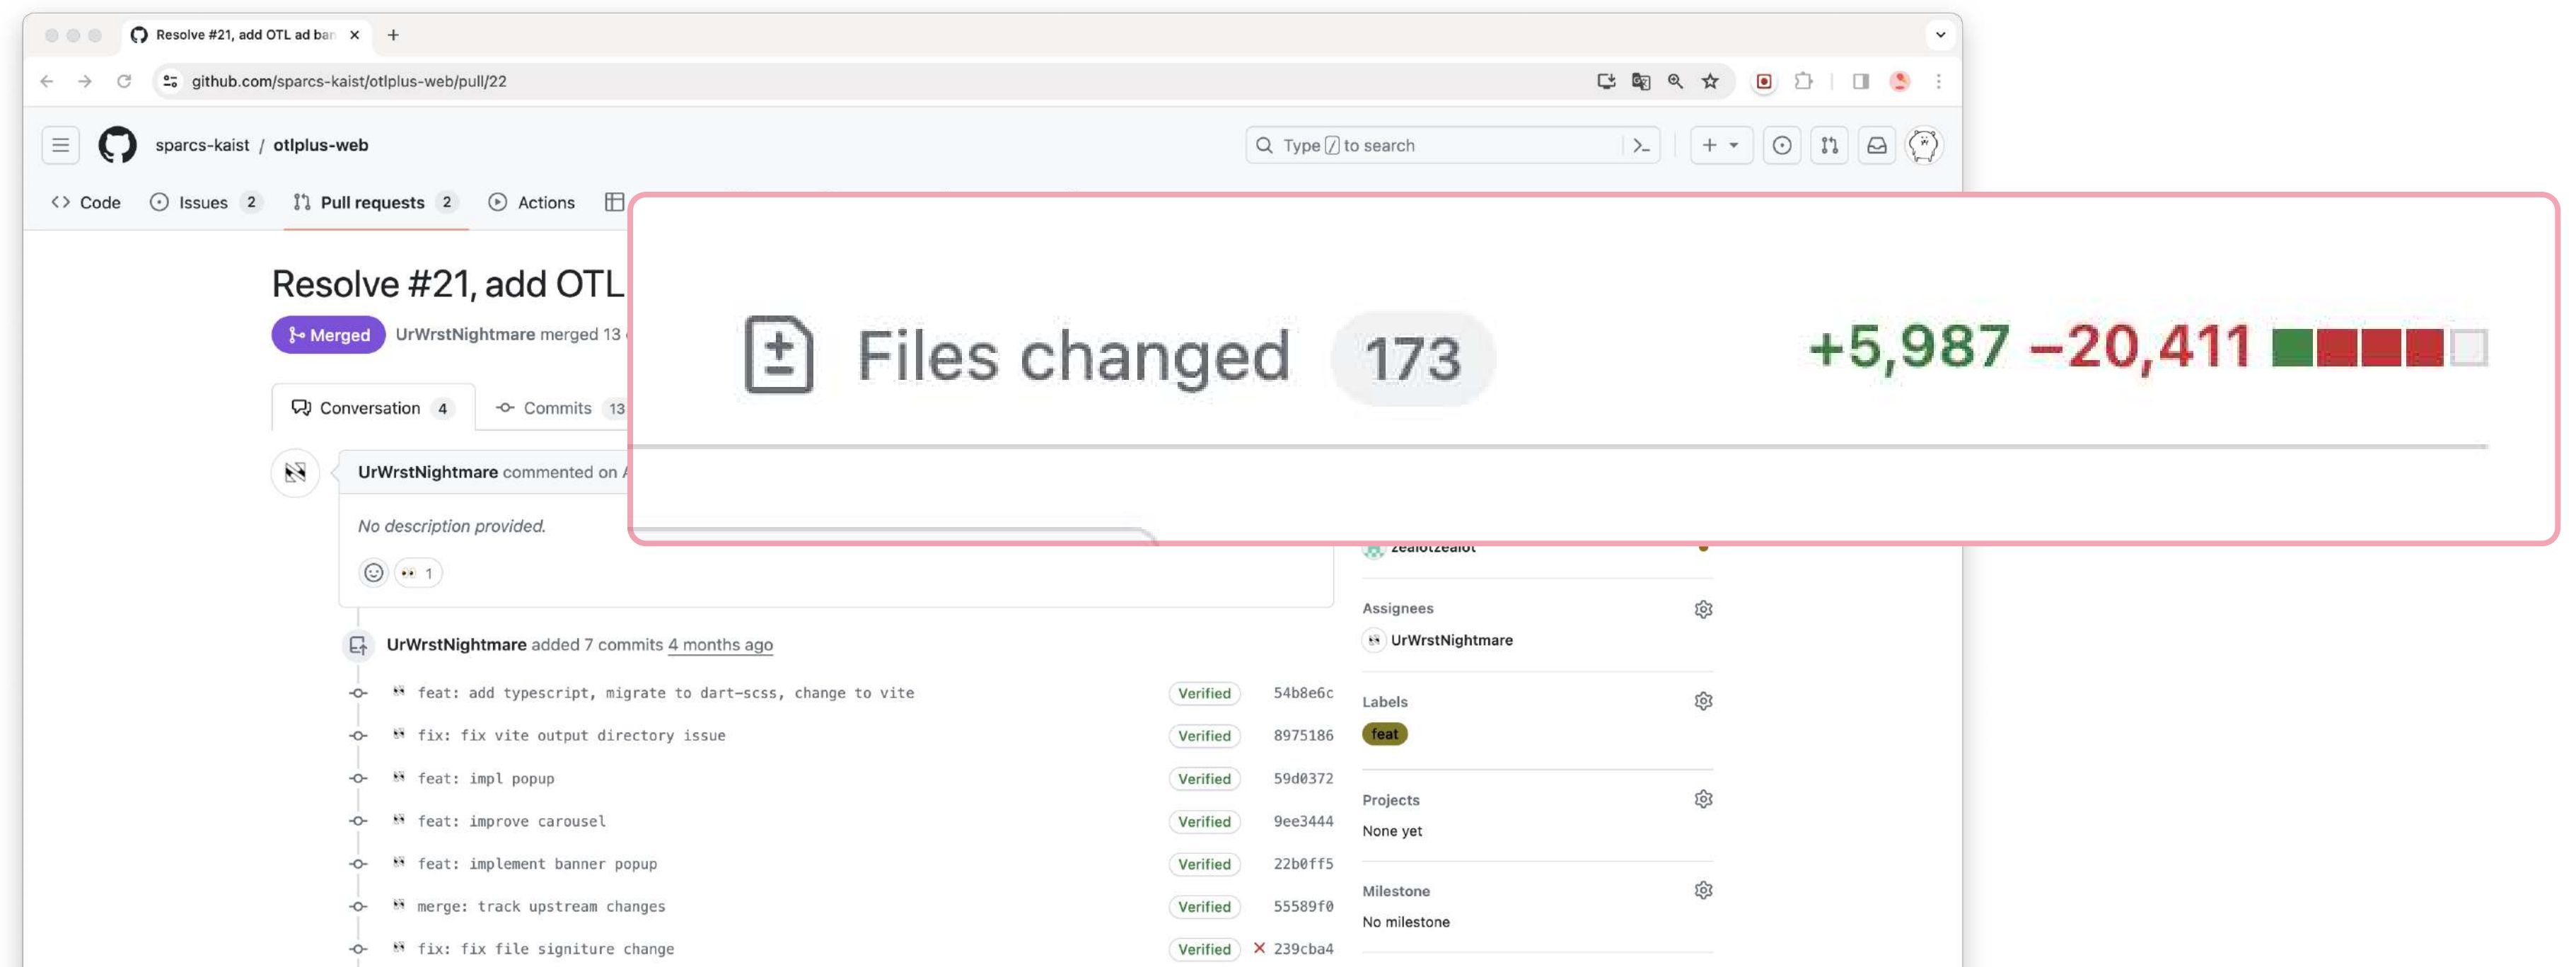 Resolve #21, add OTL ad ban
github.com/sparcs-kaist/otlplus-web/pull/22
sparcs-kaist / otlplus-web
Type / to search
Code
Issues 2
Pull requests 2
Actions
Resolve #21, add OTL
Merged
UrWrstNightmare merged 13
Files changed 173
+5,987 −20,411
Conversation 4
Commits 13
UrWrstNightmare commented on
No description provided.
1
zealotzealot
Assignees
UrWrstNightmare
UrWrstNightmare added 7 commits 4 months ago
feat: add typescript, migrate to dart-scss, change to vite Verified 54b8e6c
fix: fix vite output directory issue Verified 8975186
feat: impl popup Verified 59d0372
feat: improve carousel Verified 9ee3444
feat: implement banner popup Verified 22b0ff5
merge: track upstream changes Verified 55589f0
fix: fix file signiture change Verified 239cba4
Labels
feat
Projects
None yet
Milestone
No milestone